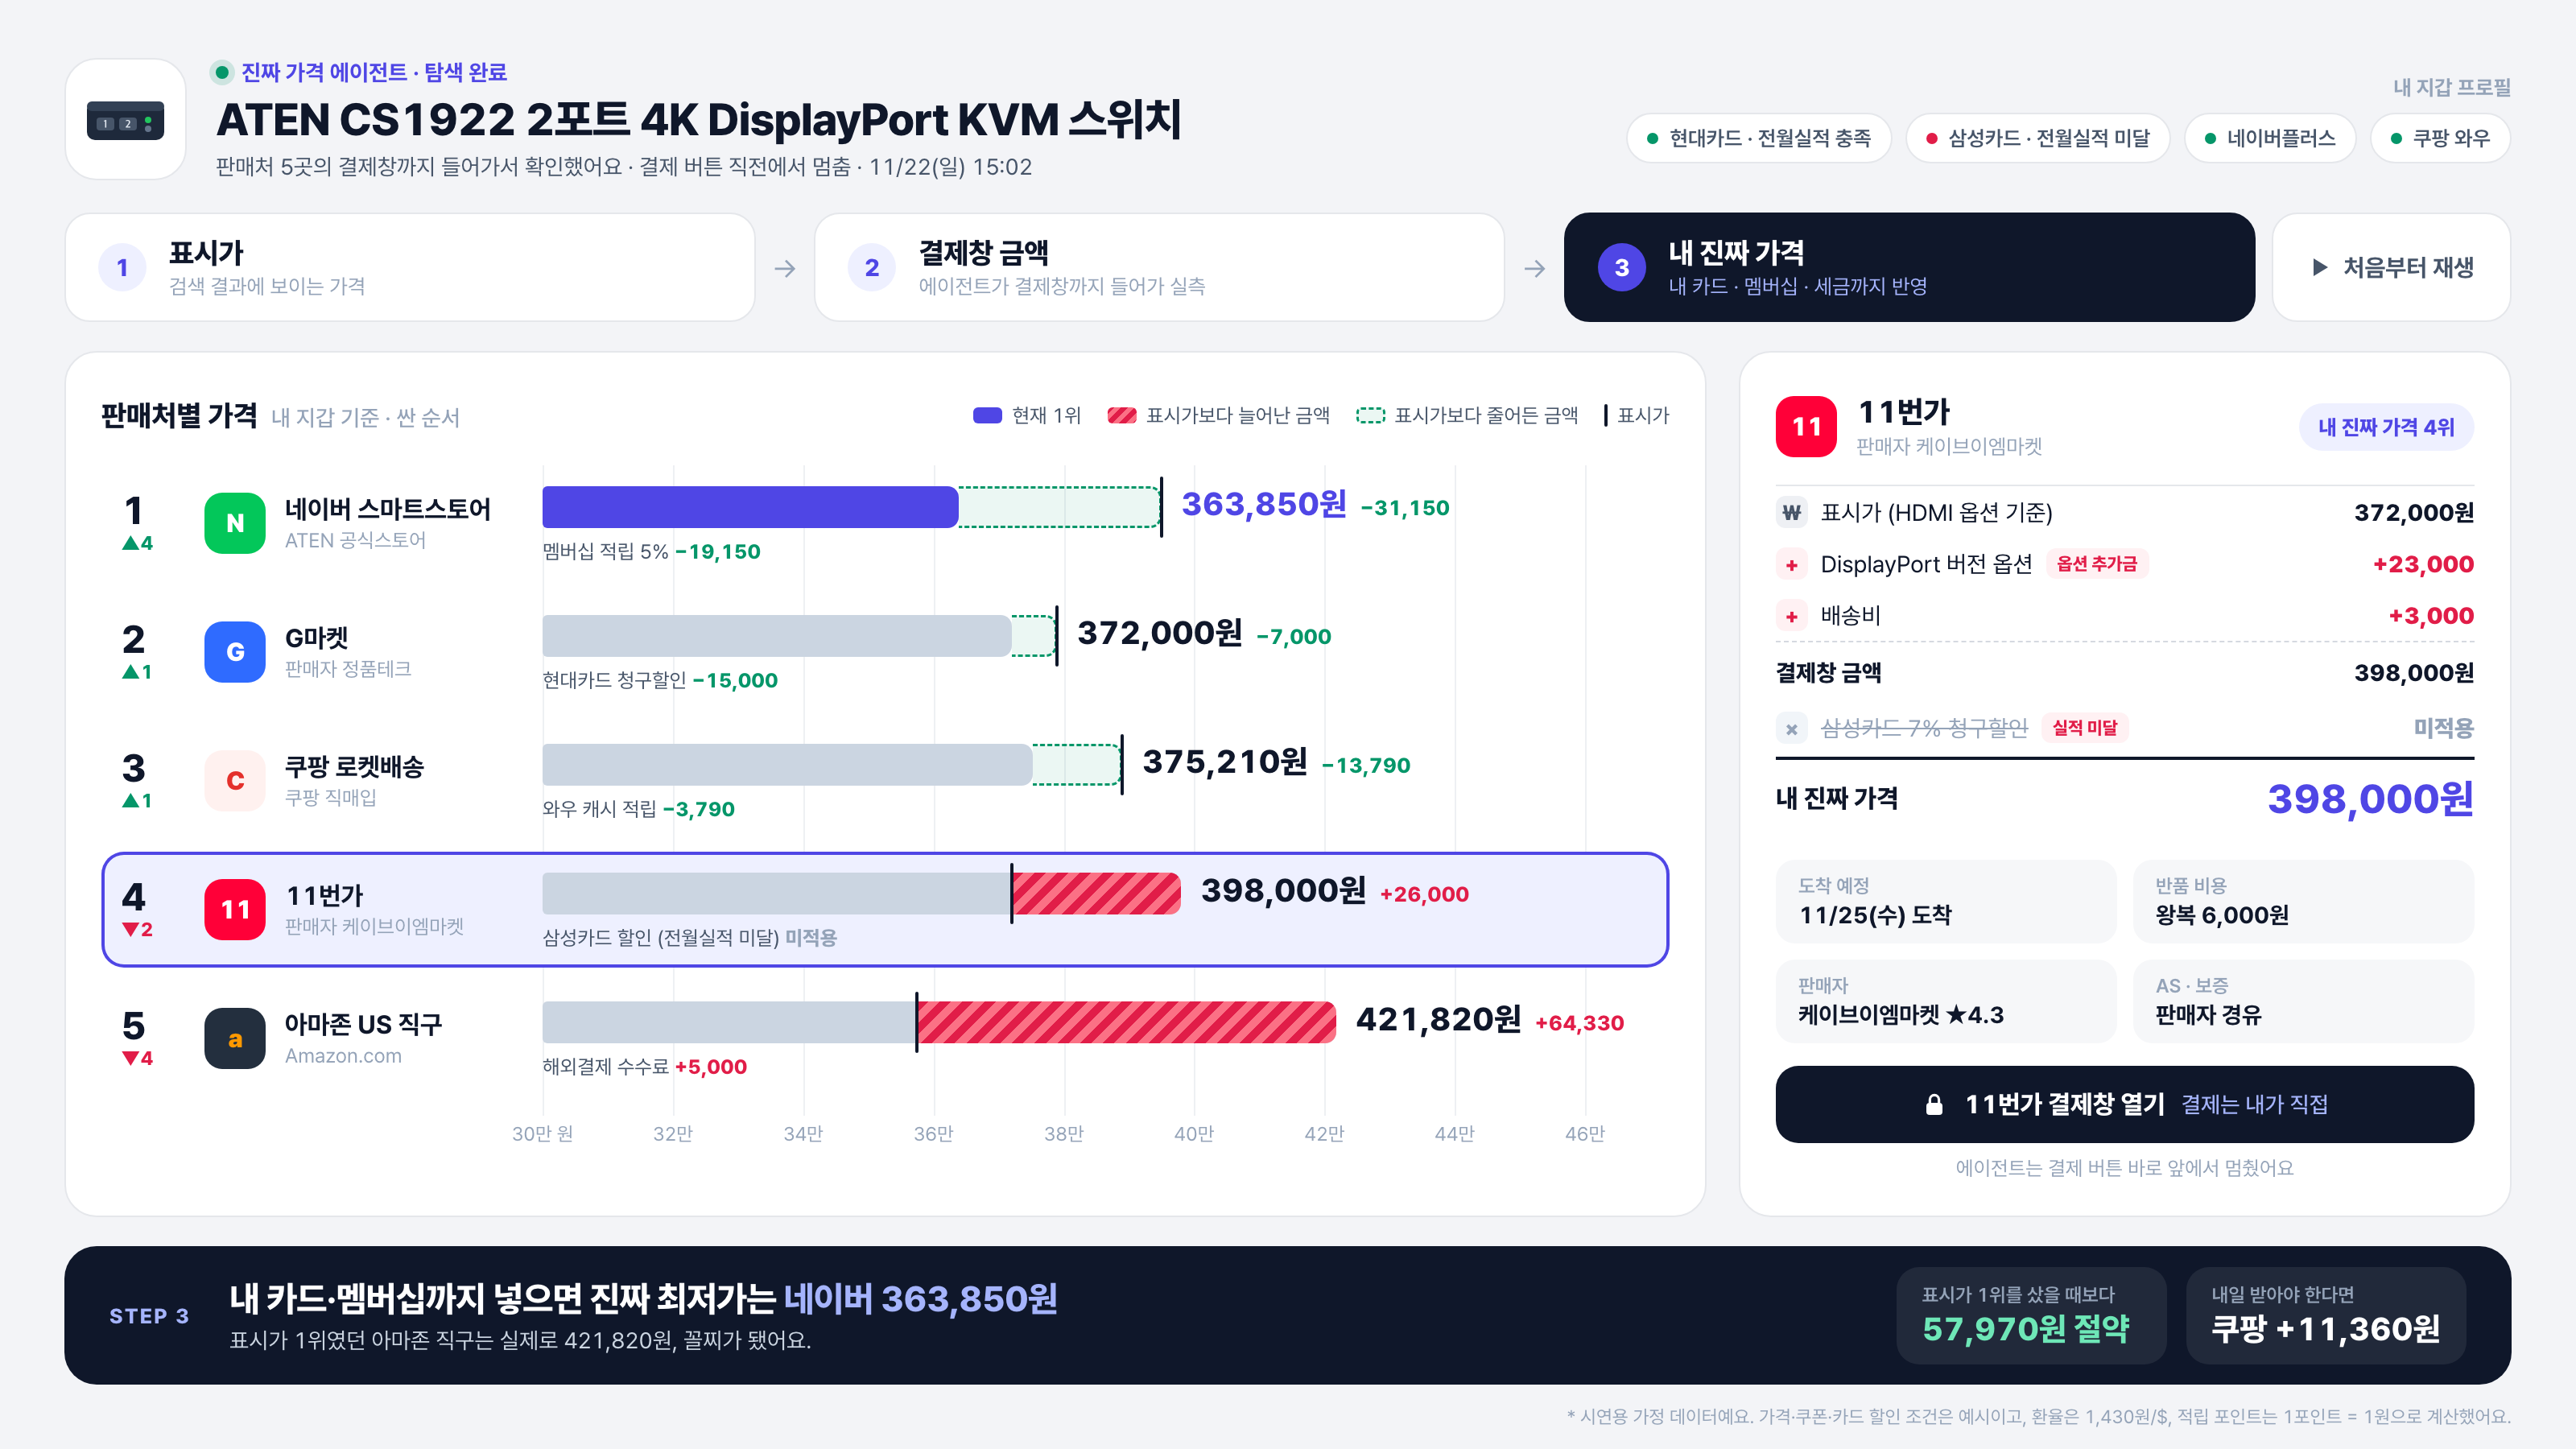 진짜 가격 에이전트 · 탐색 완료
ATEN CS1922 2포트 4K DisplayPort KVM 스위치
판매처 5곳의 결제창까지 들어가서 확인했어요 · 결제 버튼 직전에서 멈춤 · 11/22(일) 15:02
1 2
내 지갑 프로필
현대카드 · 전월실적 충족
삼성카드 · 전월실적 미달
네이버플러스
쿠팡 와우
1 표시가
검색 결과에 보이는 가격
→
2 결제창 금액
에이전트가 결제창까지 들어가 실측
→
3 내 진짜 가격
내 카드 · 멤버십 · 세금까지 반영
▶ 처음부터 재생
판매처별 가격 내 지갑 기준 · 싼 순서
현재 1위 표시가보다 늘어난 금액 표시가보다 줄어든 금액 표시가
1 ▲4
N
네이버 스마트스토어
ATEN 공식스토어
363,850원 −31,150
멤버십 적립 5% −19,150
2 ▲1
G
G마켓
판매자 정품테크
372,000원 −7,000
현대카드 청구할인 −15,000
3 ▲1
C
쿠팡 로켓배송
쿠팡 직매입
375,210원 −13,790
와우 캐시 적립 −3,790
4 ▼2
11
11번가
판매자 케이브이엠마켓
398,000원 +26,000
삼성카드 할인 (전월실적 미달) 미적용
5 ▼4
a
아마존 US 직구
Amazon.com
421,820원 +64,330
해외결제 수수료 +5,000
30만 원 32만 34만 36만 38만 40만 42만 44만 46만
11
11번가
판매자 케이브이엠마켓
내 진짜 가격 4위
₩ 표시가 (HDMI 옵션 기준) 372,000원
+ DisplayPort 버전 옵션 옵션 추가금 +23,000
+ 배송비 +3,000
결제창 금액 398,000원
× 삼성카드 7% 청구할인 실적 미달 미적용
내 진짜 가격 398,000원
도착 예정
11/25(수) 도착
반품 비용
왕복 6,000원
판매자
케이브이엠마켓 ★4.3
AS · 보증
판매자 경유
11번가 결제창 열기 결제는 내가 직접
에이전트는 결제 버튼 바로 앞에서 멈췄어요
STEP 3
내 카드·멤버십까지 넣으면 진짜 최저가는 네이버 363,850원
표시가 1위였던 아마존 직구는 실제로 421,820원, 꼴찌가 됐어요.
표시가 1위를 샀을 때보다
57,970원 절약
내일 받아야 한다면
쿠팡 +11,360원
* 시연용 가정 데이터예요. 가격·쿠폰·카드 할인 조건은 예시이고, 환율은 1,430원/$, 적립 포인트는 1포인트 = 1원으로 계산했어요.